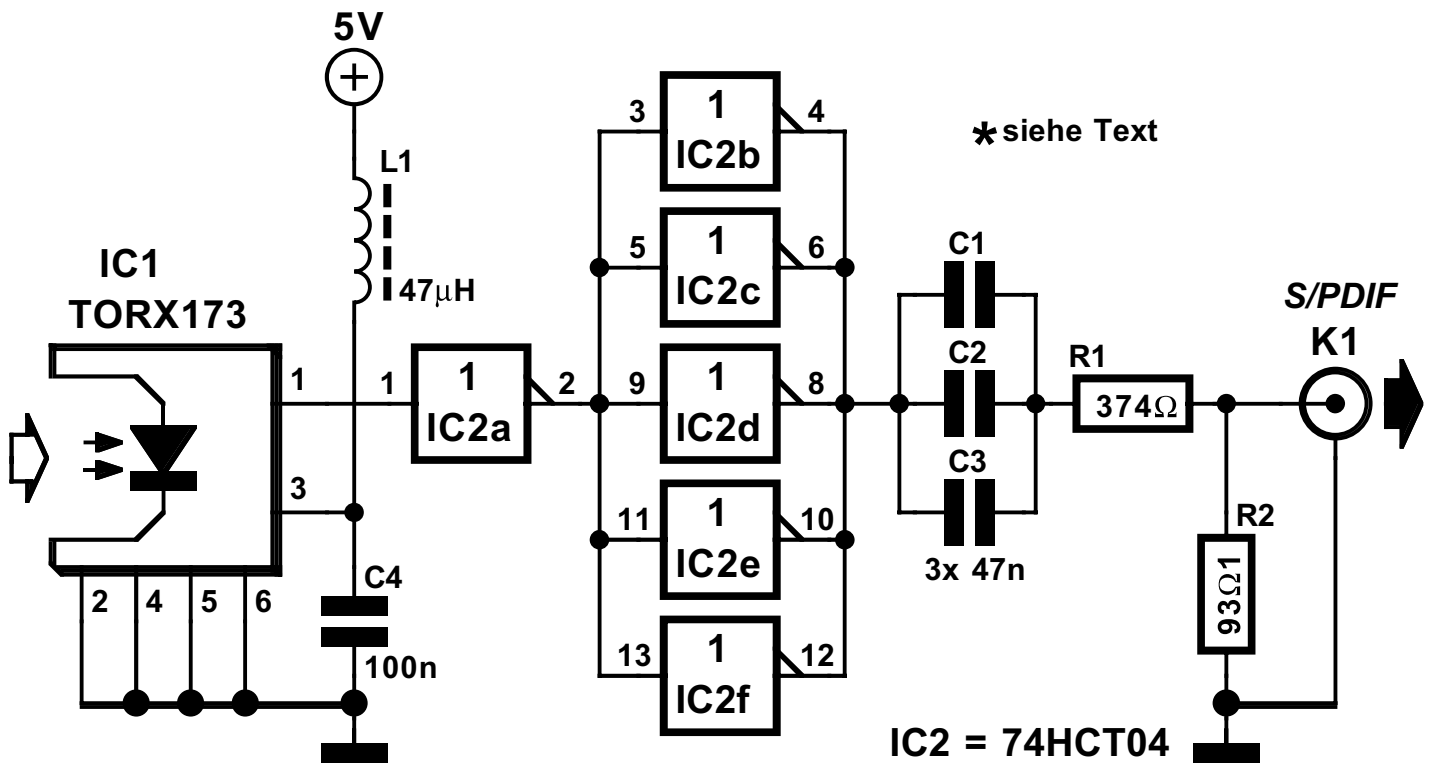 5V
L1
47µH
IC1
TORX173
1
3
2 4 5 6
C4
100n
1
1
IC2a
2
3
1
IC2b
4
5
1
IC2c
6
9
1
IC2d
8
11
1
IC2e
10
13
1
IC2f
12
* siehe Text
C1
C2
C3
3x 47n
R1
374Ω
S/PDIF
K1
R2
93Ω1
IC2 = 74HCT04